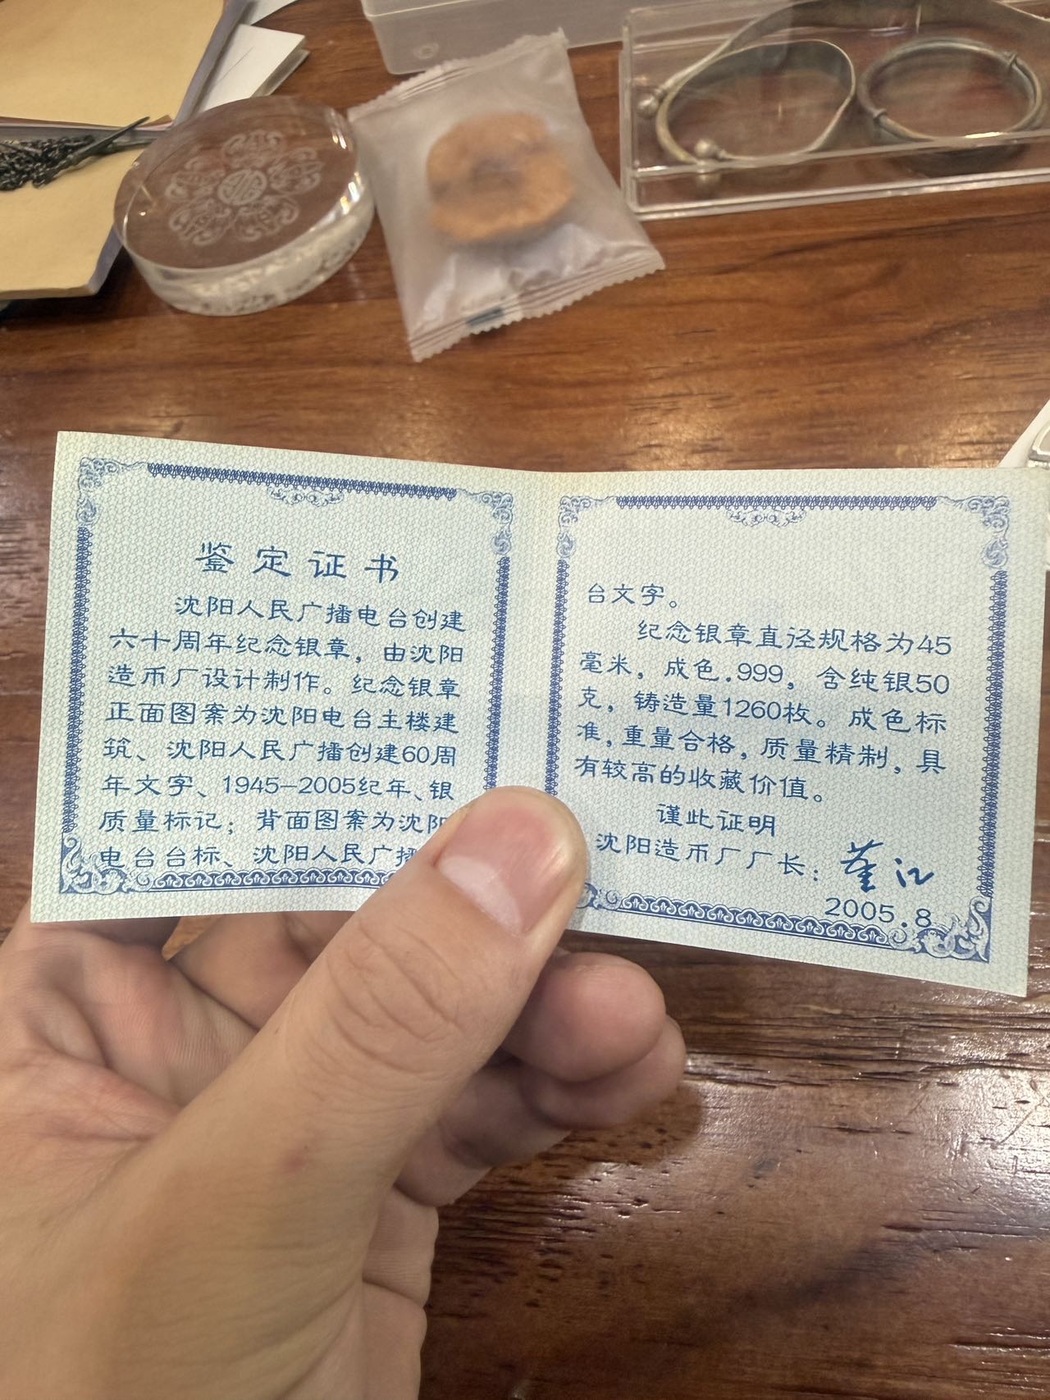 鉴定证书
沈阳人民广播电台创建
六十周年纪念银章，由沈阳
造币厂设计制作。纪念银章
正面图案为沈阳电台主楼建
筑、沈阳人民广播创建60周
年文字、1945—2005纪年、银
质量标记；背面图案为沈阳
电台台标、沈阳人民广播
台文字。
纪念银章直径规格为45
毫米，成色.999，含纯银50
克，铸造量1260枚。成色标
准，重量合格，质量精制，具
有较高的收藏价值。
谨此证明
沈阳造币厂厂长：
2005.8